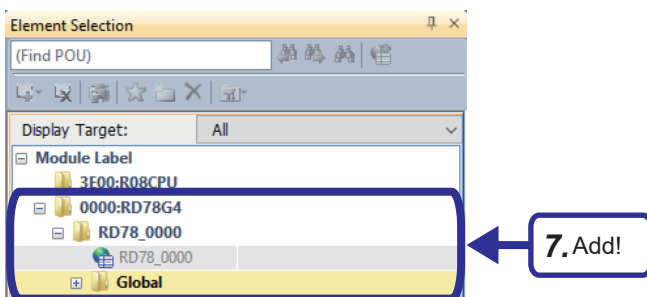 Element Selection
(Find POU)
Display Target: All
Module Label
3E00:R08CPU
0000:RD78G4
RD78_0000
RD78_0000
Global
7. Add!